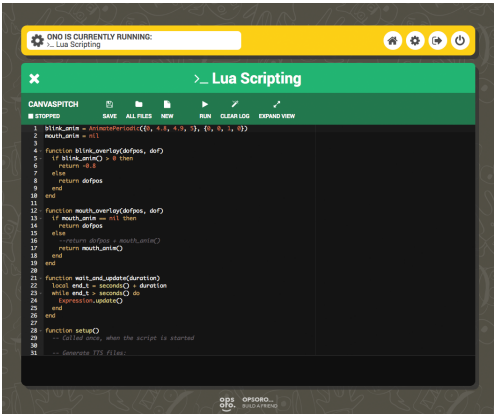 ONO IS CURRENTLY RUNNING:
>_ Lua Scripting
>_ Lua Scripting
CANVASPITCH
STOPPED
SAVE ALL FILES NEW RUN CLEAR LOG EXPAND VIEW
1 blink_anim = AnimatePeriodic({0, 4.8, 4.9, 5}, {0, 0, 1, 0})
2 mouth_anim = nil
3
4 function blink_overlay(dofpos, dof)
5 if blink_anim() > 0 then
6 return -0.8
7 else
8 return dofpos
9 end
10 end
11
12 function mouth_overlay(dofpos, dof)
13 if mouth_anim == nil then
14 return dofpos
15 else
16 --return dofpos + mouth_anim()
17 return mouth_anim()
18 end
19 end
20
21 function wait_and_update(duration)
22 local end_t = seconds() + duration
23 while end_t > seconds() do
24 Expression.update()
25 end
26 end
27
28 function setup()
29 -- Called once, when the script is started
30
31 -- Generate TTS files:
ops
oro.
OPSORO...
BUILD A FRIEND